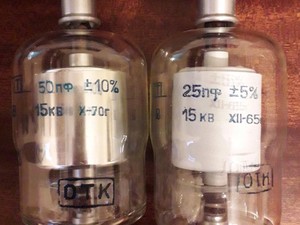 50пф ±10%
15кв X-70г
ОТК
25пф ±5%
15 кв XII-65
ОТК